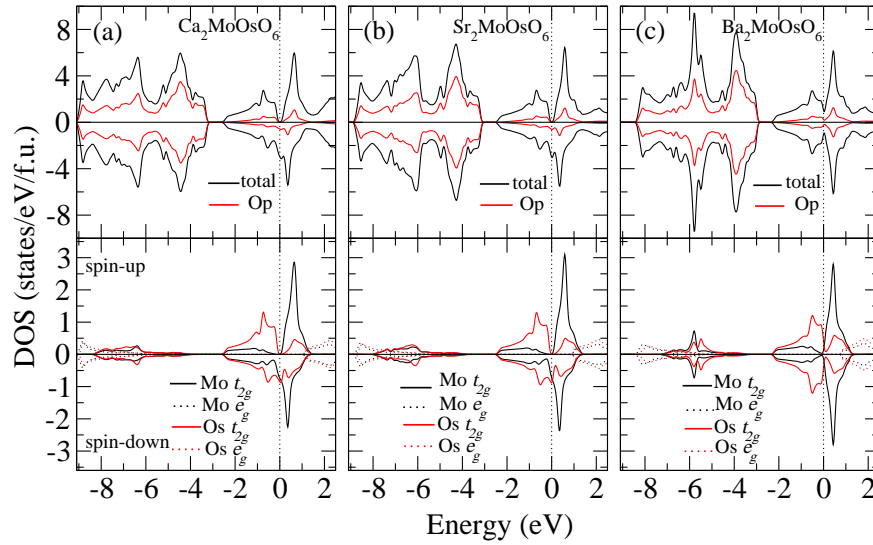 (a) Ca₂MoOsO₆
(b) Sr₂MoOsO₆
(c) Ba₂MoOsO₆
8
4
0
-4
-8
total
Op
total
Op
total
Op
DOS (states/eV/f.u.)
3
2
1
0
-1
-2
-3
spin-up
spin-down
Mo t₂g
Mo eg
Os t₂g
Os eg
Mo t₂g
Mo eg
Os t₂g
Os eg
Mo t₂g
Mo eg
Os t₂g
Os eg
-8 -6 -4 -2 0 2
-8 -6 -4 -2 0 2
-8 -6 -4 -2 0 2
Energy (eV)